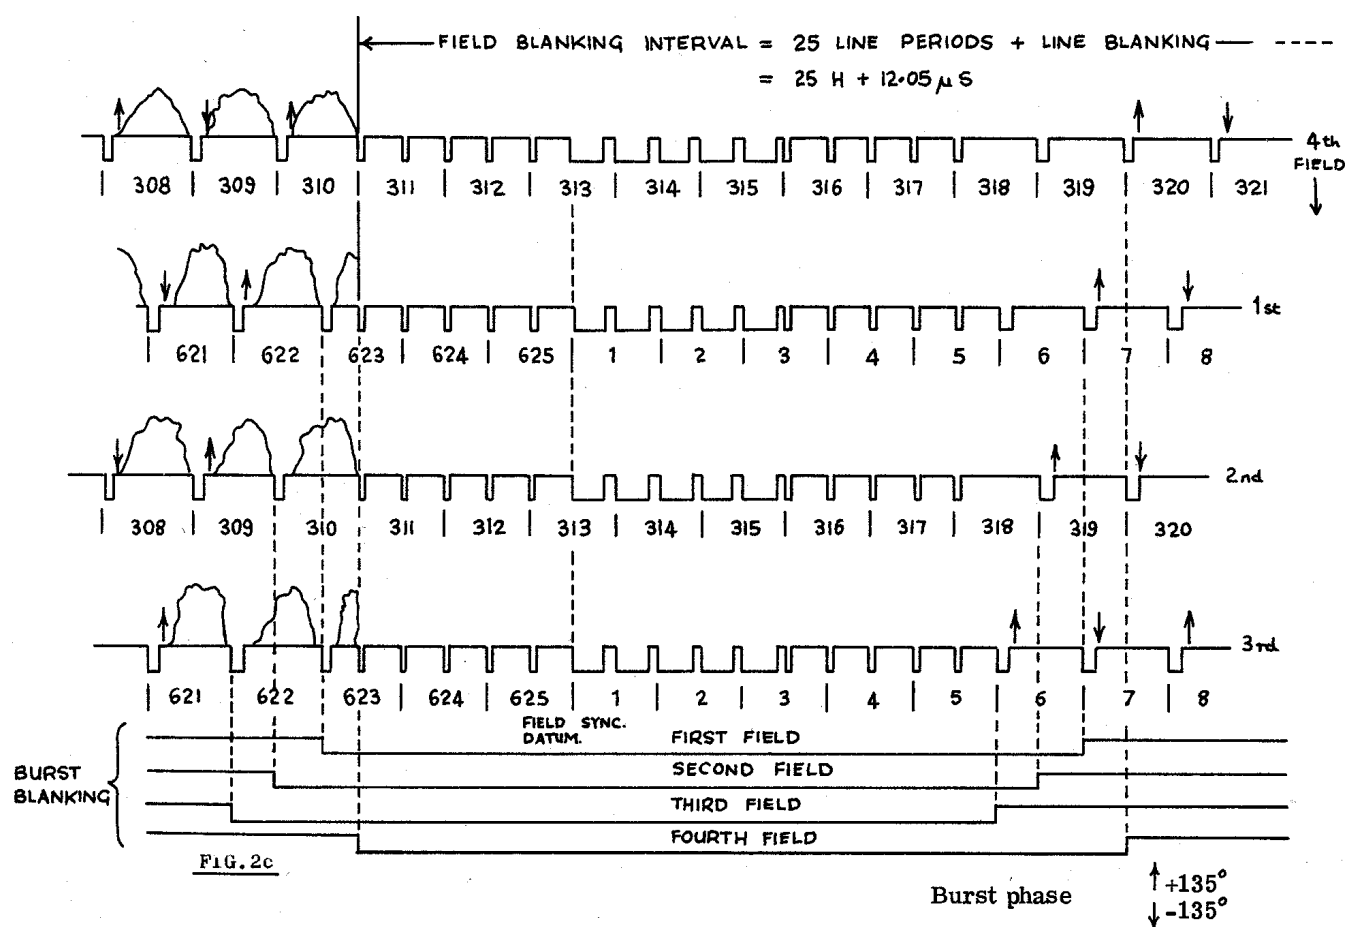 FIELD BLANKING INTERVAL = 25 LINE PERIODS + LINE BLANKING
= 25 H + 12.05 µS
308 309 310 311 312 313 314 315 316 317 318 319 320 321
4th
FIELD
1st
621 622 623 624 625 1 2 3 4 5 6 7 8
2nd
308 309 310 311 312 313 314 315 316 317 318 319 320
3rd
621 622 623 624 625 1 2 3 4 5 6 7 8
FIELD SYNC.
DATUM.
FIRST FIELD
SECOND FIELD
THIRD FIELD
FOURTH FIELD
BURST
BLANKING
FIG. 2c
Burst phase
↑ +135°
↓ -135°